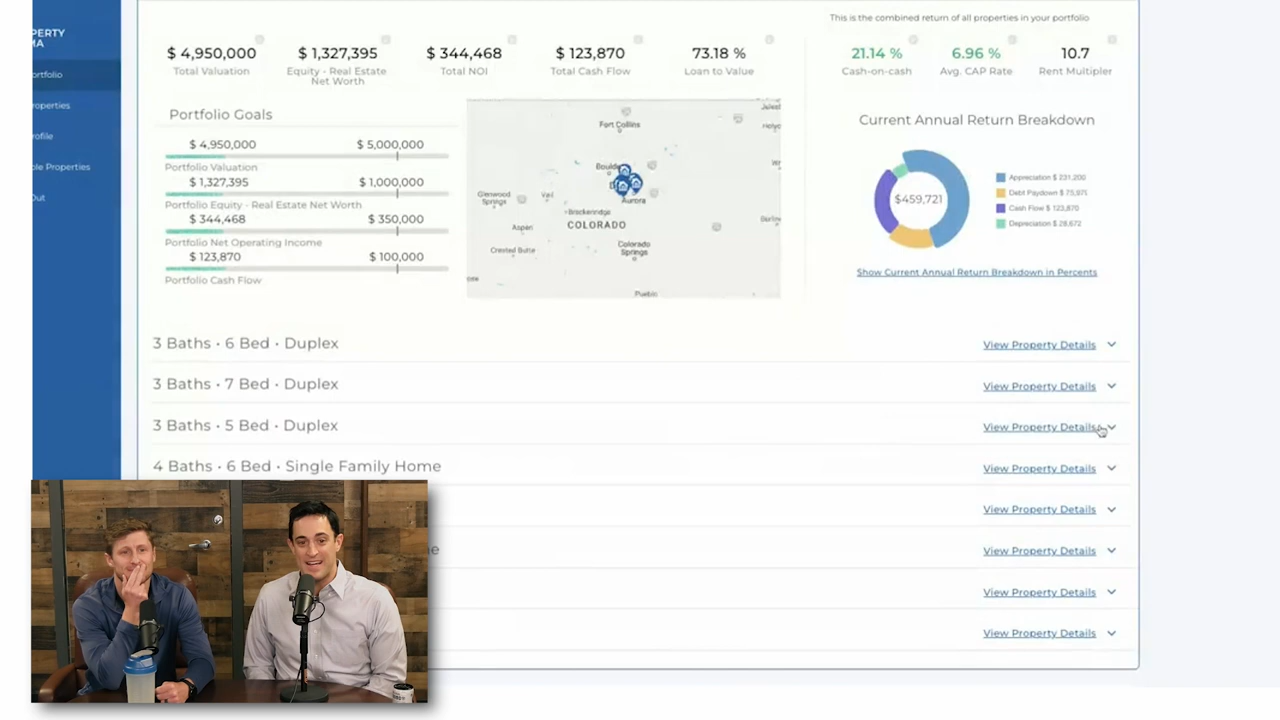 This is the combined return of all properties in your portfolio
PERTY
MA
ortfolio
roperties
rofile
ble Properties
Out
$ 4,950,000
Total Valuation
$ 1,327,395
Equity - Real Estate
Net Worth
$ 344,468
Total NOI
$ 123,870
Total Cash Flow
73.18 %
Loan to Value
21.14 %
Cash-on-cash
6.96 %
Avg. CAP Rate
10.7
Rent Multiplier
Portfolio Goals
$ 4,950,000 $ 5,000,000
Portfolio Valuation
$ 1,327,395 $ 1,000,000
Portfolio Equity - Real Estate Net Worth
$ 344,468 $ 350,000
Portfolio Net Operating Income
$ 123,870 $ 100,000
Portfolio Cash Flow
Fort Collins
Boulde
Glenwood
Springs
Vail
Aurora
Breckenridge
Aspen
COLORADO
Crested Butte
Colorado
Springs
Pueblo
Current Annual Return Breakdown
$459,721
Appreciation $ 231,200
Debt Paydown $ 75,979
Cash Flow $ 123,870
Depreciation $ 28,672
Show Current Annual Return Breakdown in Percents
3 Baths • 6 Bed • Duplex View Property Details
3 Baths • 7 Bed • Duplex View Property Details
3 Baths • 5 Bed • Duplex View Property Details
4 Baths • 6 Bed • Single Family Home View Property Details
View Property Details
e View Property Details
View Property Details
View Property Details